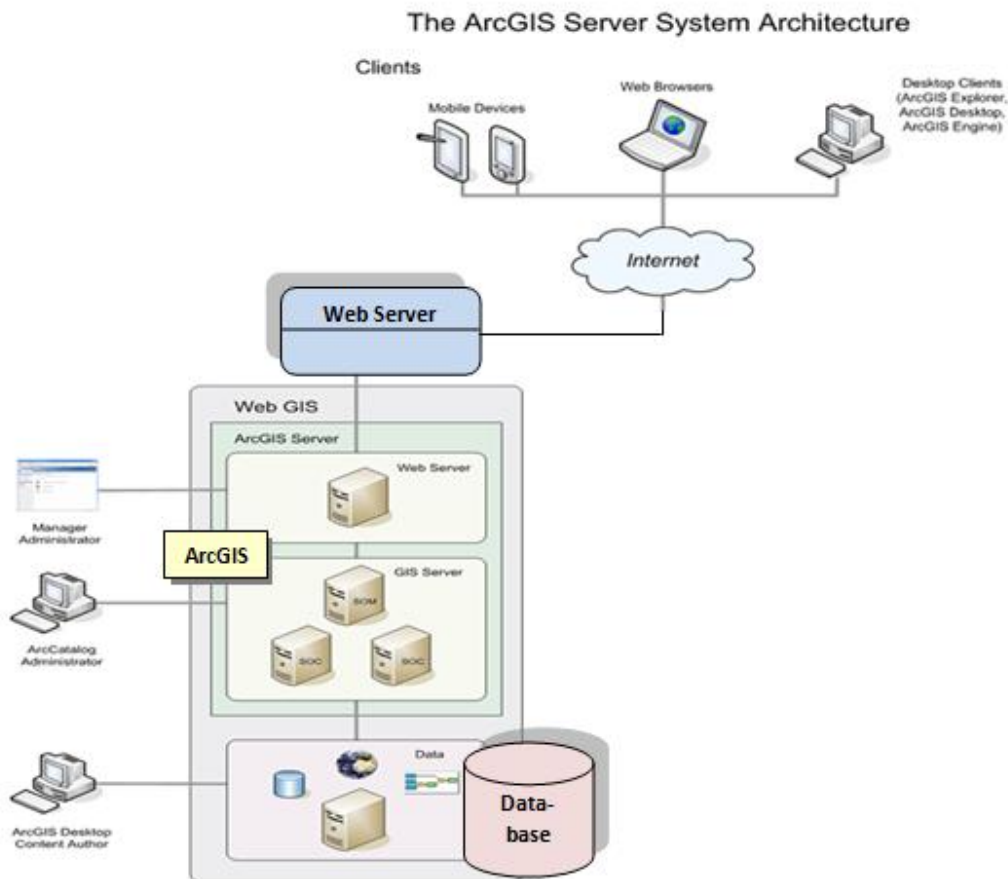 The ArcGIS Server System Architecture
Clients
Mobile Devices
Web Browsers
Desktop Clients
(ArcGIS Explorer,
ArcGIS Desktop,
ArcGIS Engine)
Internet
Web Server
Web GIS
ArcGIS Server
Web Server
Manager
Administrator
ArcGIS
GIS Server
SOM
SOC
SOC
ArcCatalog
Administrator
Data
Data-
base
ArcGIS Desktop
Content Author